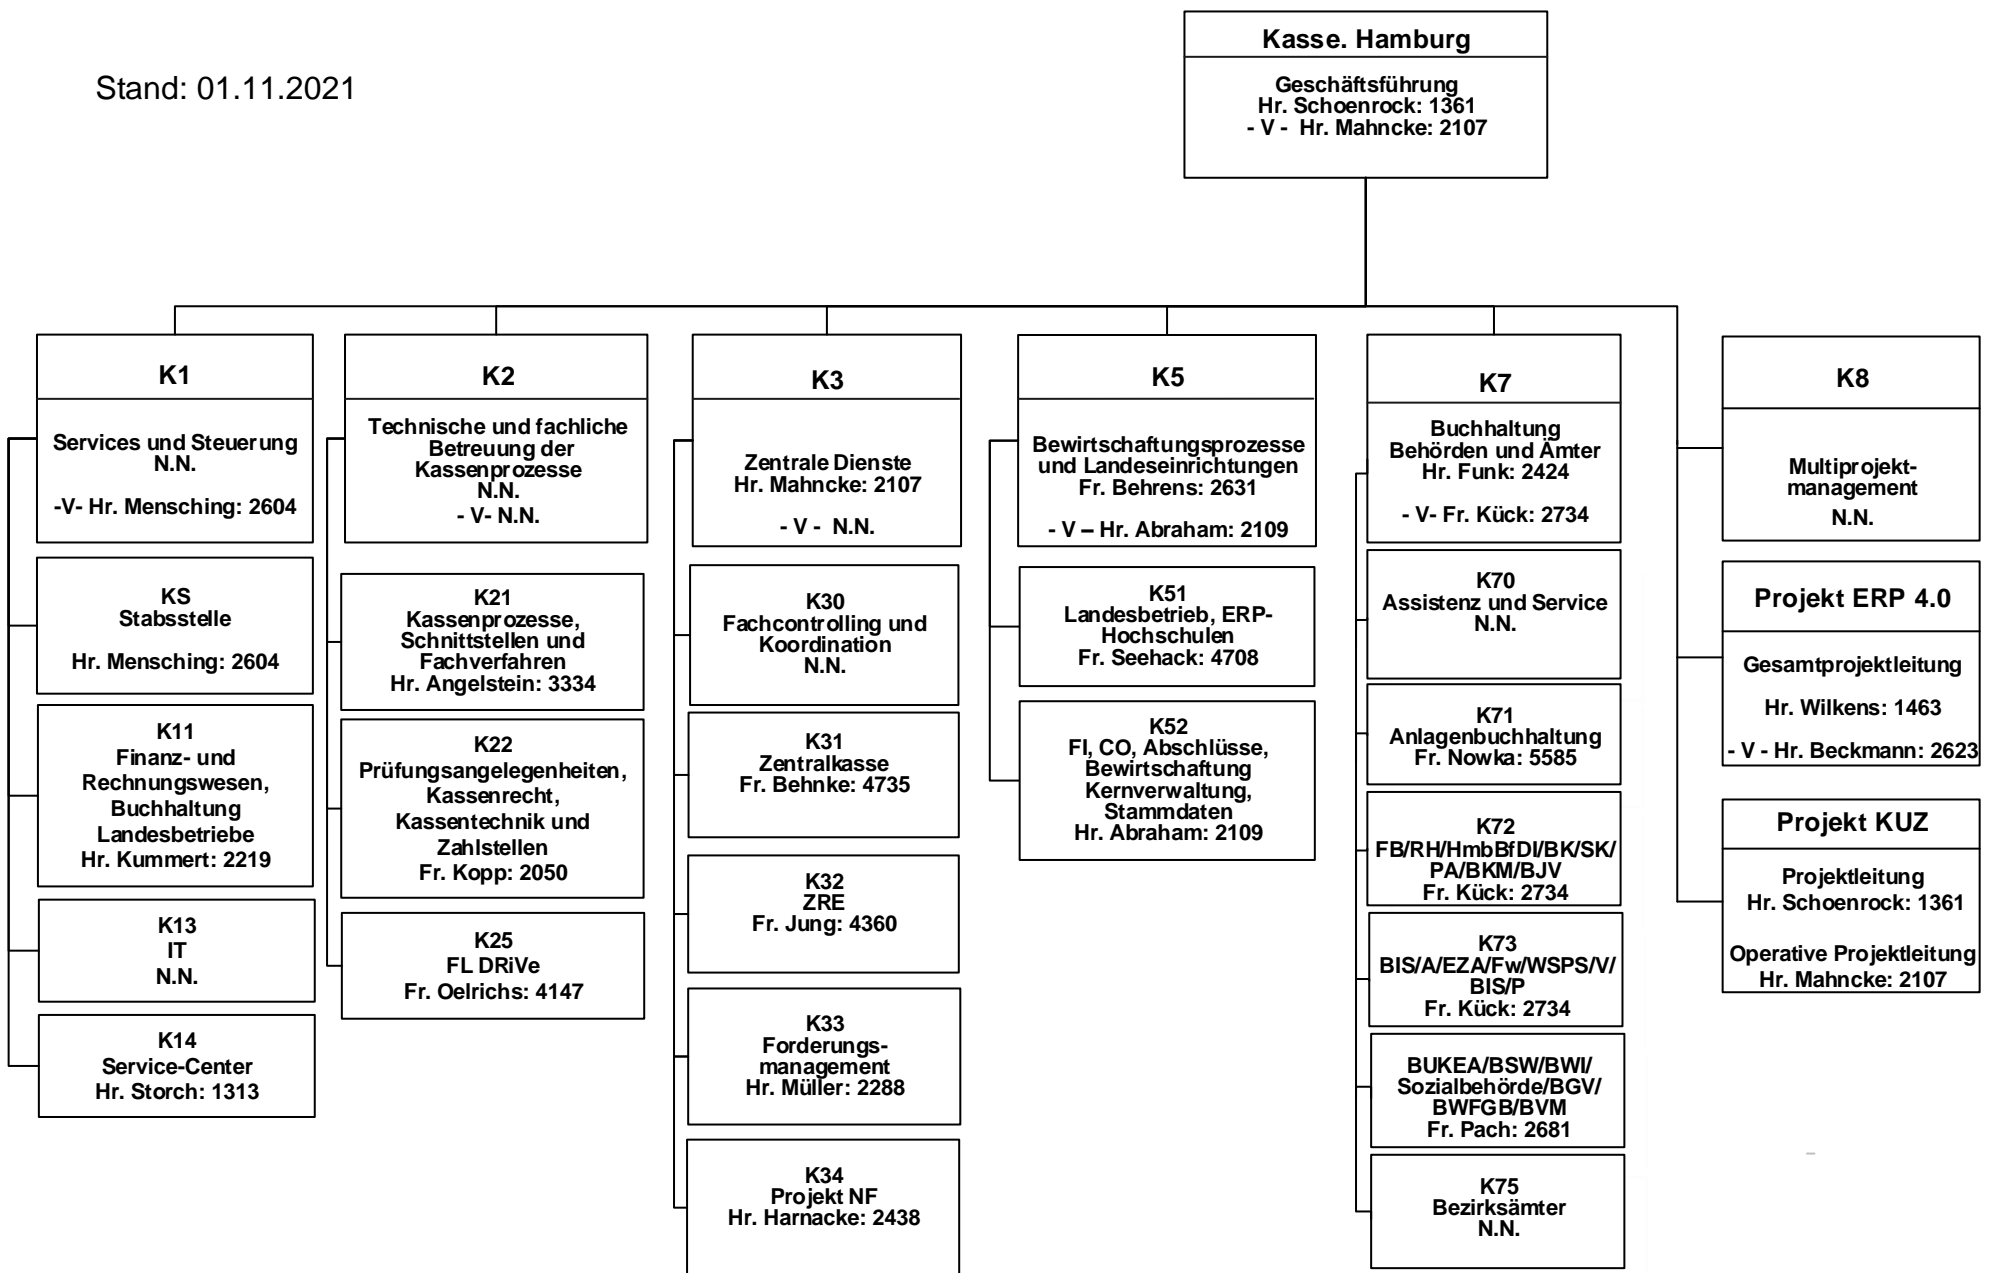 Stand: 01.11.2021
Kasse. Hamburg
Geschäftsführung
Hr. Schoenrock: 1361
- V - Hr. Mahncke: 2107
K1
Services und Steuerung
N.N.
-V- Hr. Mensching: 2604
KS
Stabsstelle
Hr. Mensching: 2604
K11
Finanz- und
Rechnungswesen,
Buchhaltung
Landesbetriebe
Hr. Kummert: 2219
K13
IT
N.N.
K14
Service-Center
Hr. Storch: 1313
K2
Technische und fachliche
Betreuung der
Kassenprozesse
N.N.
- V- N.N.
K21
Kassenprozesse,
Schnittstellen und
Fachverfahren
Hr. Angelstein: 3334
K22
Prüfungsangelegenheiten,
Kassenrecht,
Kassentechnik und
Zahlstellen
Fr. Kopp: 2050
K25
FL DRiVe
Fr. Oelrichs: 4147
K3
Zentrale Dienste
Hr. Mahncke: 2107
- V - N.N.
K30
Fachcontrolling und
Koordination
N.N.
K31
Zentralkasse
Fr. Behnke: 4735
K32
ZRE
Fr. Jung: 4360
K33
Forderungs-
management
Hr. Müller: 2288
K34
Projekt NF
Hr. Harnacke: 2438
K5
Bewirtschaftungsprozesse
und Landeseinrichtungen
Fr. Behrens: 2631
- V – Hr. Abraham: 2109
K51
Landesbetrieb, ERP-
Hochschulen
Fr. Seehack: 4708
K52
FI, CO, Abschlüsse,
Bewirtschaftung
Kernverwaltung,
Stammdaten
Hr. Abraham: 2109
K7
Buchhaltung
Behörden und Ämter
Hr. Funk: 2424
- V- Fr. Kück: 2734
K70
Assistenz und Service
N.N.
K71
Anlagenbuchhaltung
Fr. Nowka: 5585
K72
FB/RH/HmbBfDI/BK/SK/
PA/BKM/BJV
Fr. Kück: 2734
K73
BIS/A/EZA/Fw/WSPS/V/
BIS/P
Fr. Kück: 2734
BUKEA/BSW/BWI/
Sozialbehörde/BGV/
BWFGB/BVM
Fr. Pach: 2681
K75
Bezirksämter
N.N.
K8
Multiprojekt-
management
N.N.
Projekt ERP 4.0
Gesamtprojektleitung
Hr. Wilkens: 1463
- V - Hr. Beckmann: 2623
Projekt KUZ
Projektleitung
Hr. Schoenrock: 1361
Operative Projektleitung
Hr. Mahncke: 2107